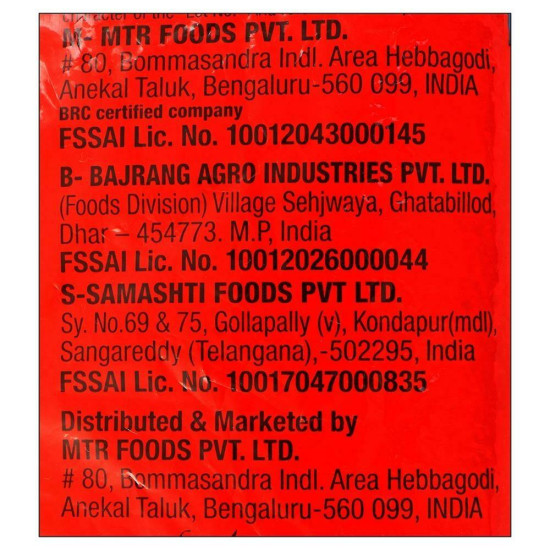 M- MTR FOODS PVT. LTD.
# 80, Bommasandra Indl. Area Hebbagodi,
Anekal Taluk, Bengaluru-560 099, INDIA
BRC certified company
FSSAI Lic. No. 10012043000145
B- BAJRANG AGRO INDUSTRIES PVT. LTD.
(Foods Division) Village Sehjwaya, Ghatabillod,
Dhar – 454773. M.P, India
FSSAI Lic. No. 10012026000044
S-SAMASHTI FOODS PVT LTD.
Sy. No.69 & 75, Gollapally (v), Kondapur(mdl),
Sangareddy (Telangana),-502295, India
FSSAI Lic. No. 10017047000835
Distributed & Marketed by
MTR FOODS PVT. LTD.
# 80, Bommasandra Indl. Area Hebbagodi,
Anekal Taluk, Bengaluru-560 099, INDIA